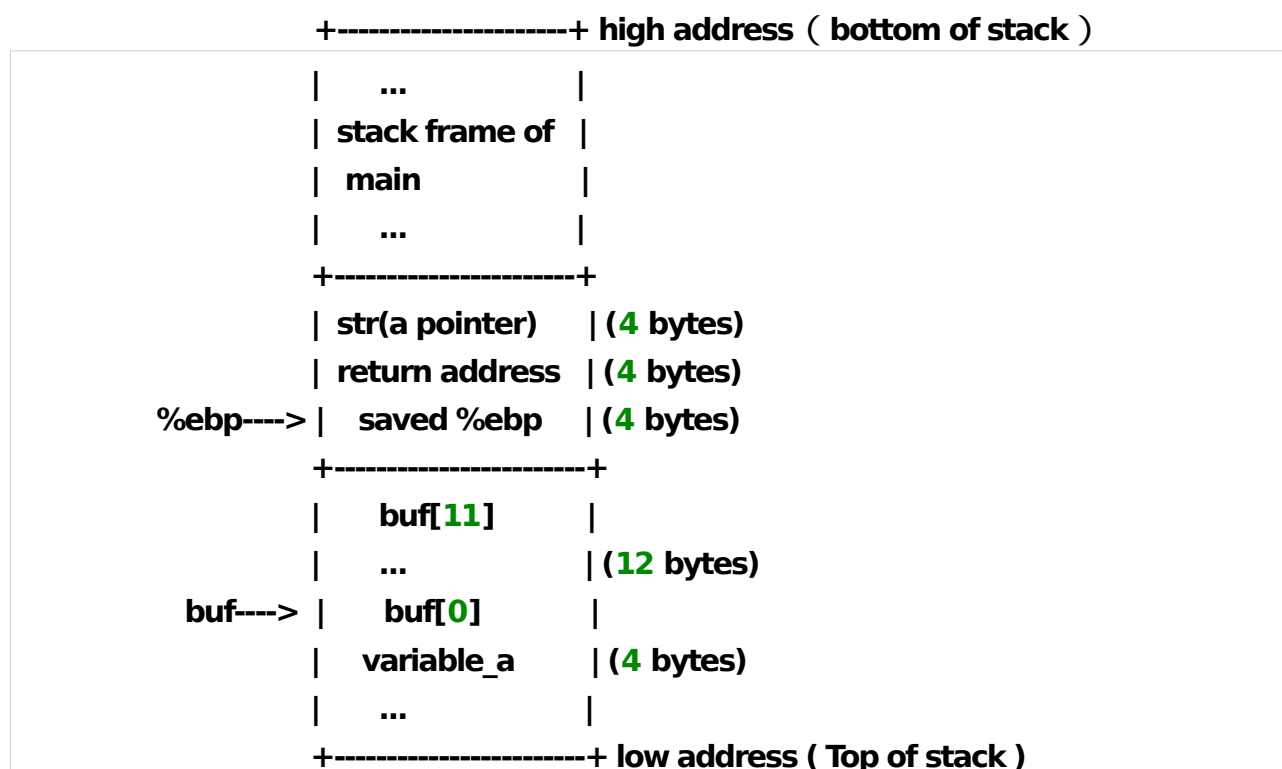 +----------------------+ high address（bottom of stack）
| ... |
| stack frame of |
| main |
| ... |
+-----------------------+
| str(a pointer) | (4 bytes)
| return address | (4 bytes)
%ebp----> | saved %ebp | (4 bytes)
+------------------------+
| buf[11] |
| ... | (12 bytes)
buf----> | buf[0] |
| variable_a | (4 bytes)
| ... |
+------------------------+ low address ( Top of stack )